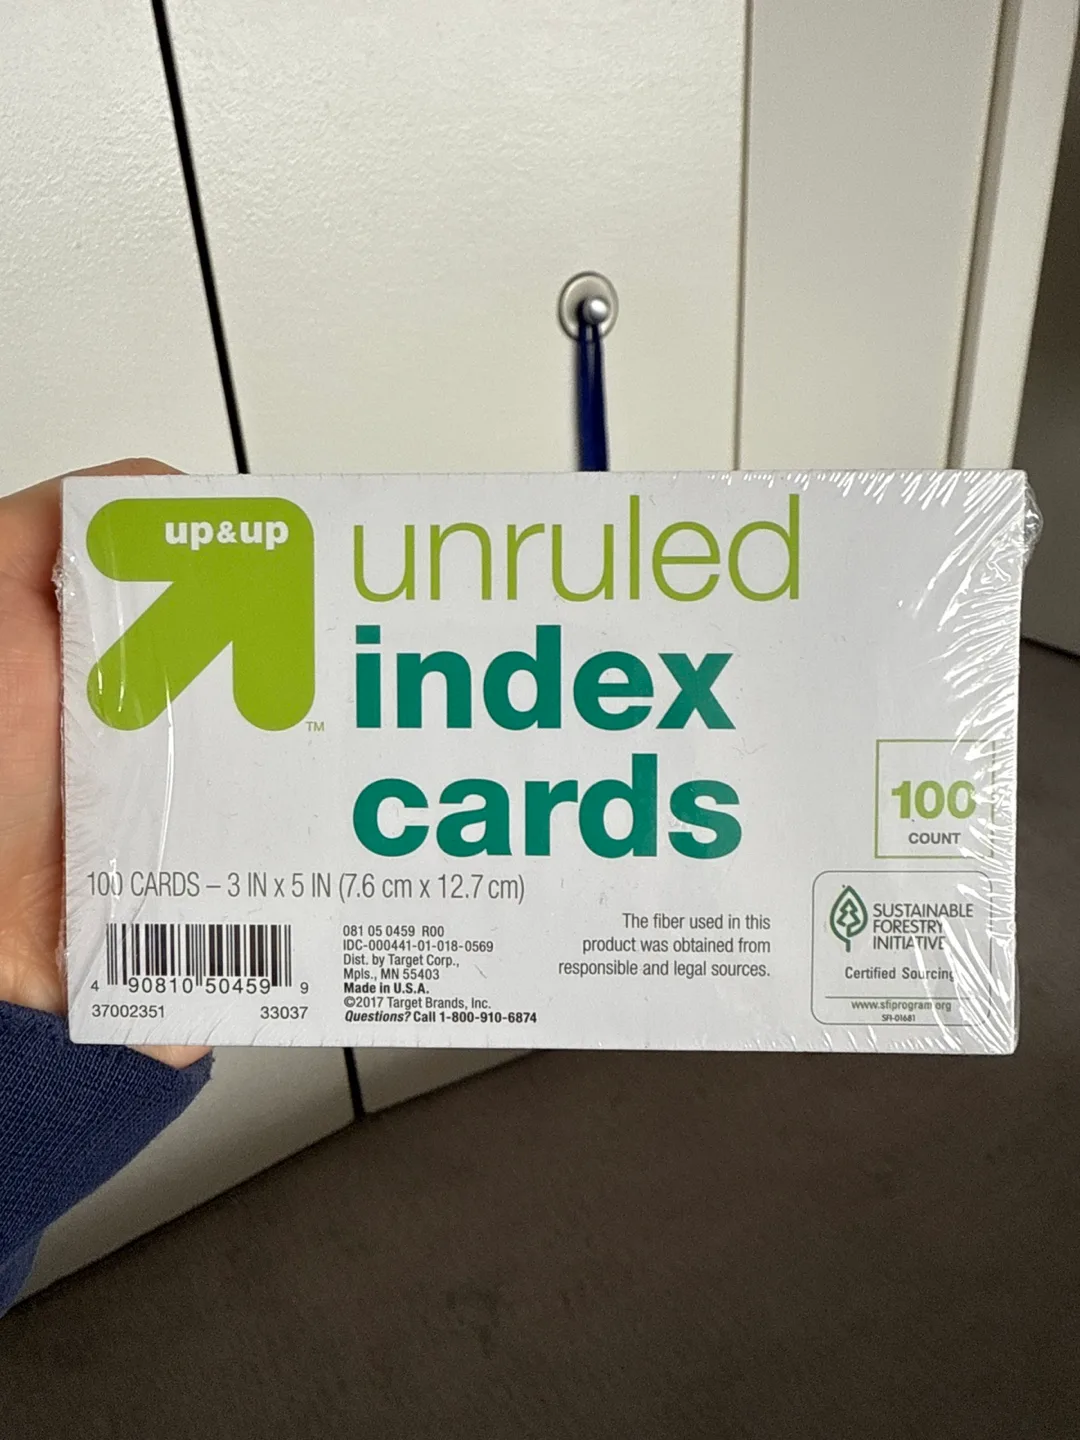 up&up
unruled
index
cards
™
100
COUNT
100 CARDS – 3 IN x 5 IN (7.6 cm x 12.7 cm)
4 90810 50459 9
37002351 33037
081 05 0459 R00
IDC-000441-01-018-0569
Dist. by Target Corp.,
Mpls., MN 55403
Made in U.S.A.
©2017 Target Brands, Inc.
Questions? Call 1-800-910-6874
The fiber used in this
product was obtained from
responsible and legal sources.
SUSTAINABLE
FORESTRY
INITIATIVE
Certified Sourcing
www.sfiprogram.org
SFI-01681